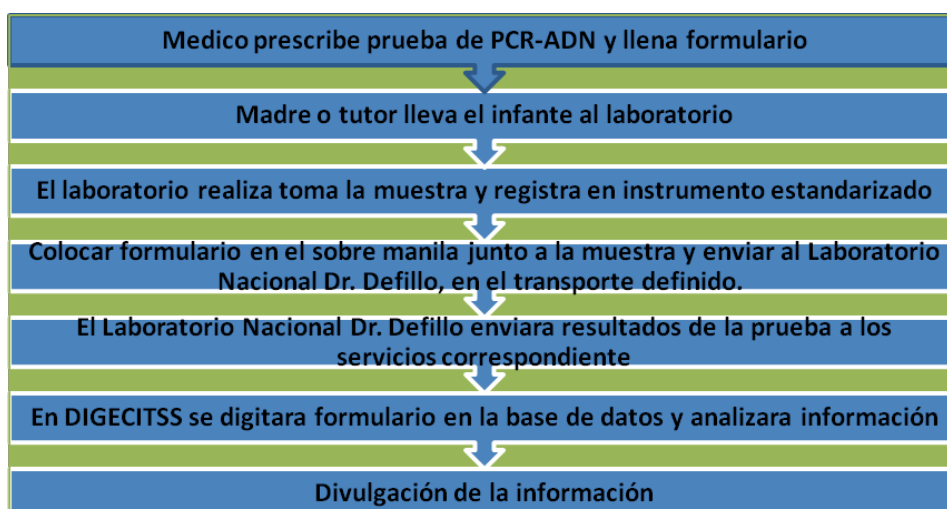 Medico prescribe prueba de PCR-ADN y llena formulario
Madre o tutor lleva el infante al laboratorio
El laboratorio realiza toma la muestra y registra en instrumento estandarizado
Colocar formulario en el sobre manila junto a la muestra y enviar al Laboratorio
Nacional Dr. Defillo, en el transporte definido.
El Laboratorio Nacional Dr. Defillo enviara resultados de la prueba a los
servicios correspondiente
En DIGECITSS se digitara formulario en la base de datos y analizara información
Divulgación de la información